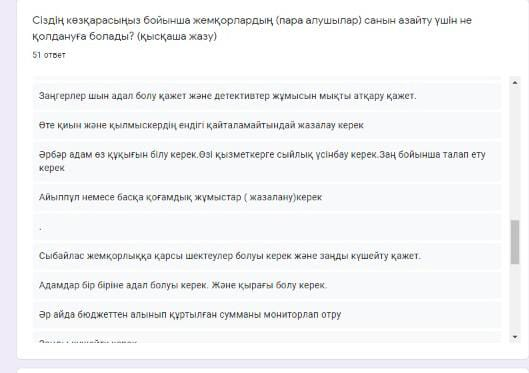 Сіздің көзқарасыңыз бойынша жемқорлардың (пара алушылар) санын азайту үшін не
қолдануға болады? (қысқаша жазу)
51 ответ
Заңгерлер шын адал болу қажет және детективтер жұмысын мықты атқару қажет.
Өте қиын және қылмыскердің ендігі қайталамайтындай жазалау керек
Әрбәр адам өз құқығын білу керек.Өзі қызметкерге сыйлық үсінбау керек.Заң бойынша талап ету
керек
Айыппұл немесе басқа қоғамдық жұмыстар ( жазалану)керек
.
Сыбайлас жемқорлыққа қарсы шектеулер болуы керек және заңды күшейту қажет.
Адамдар бір біріне адал болуы керек. Және қырағы болу керек.
Әр айда бюджеттен алынып құртылған сумманы мониторлап отру